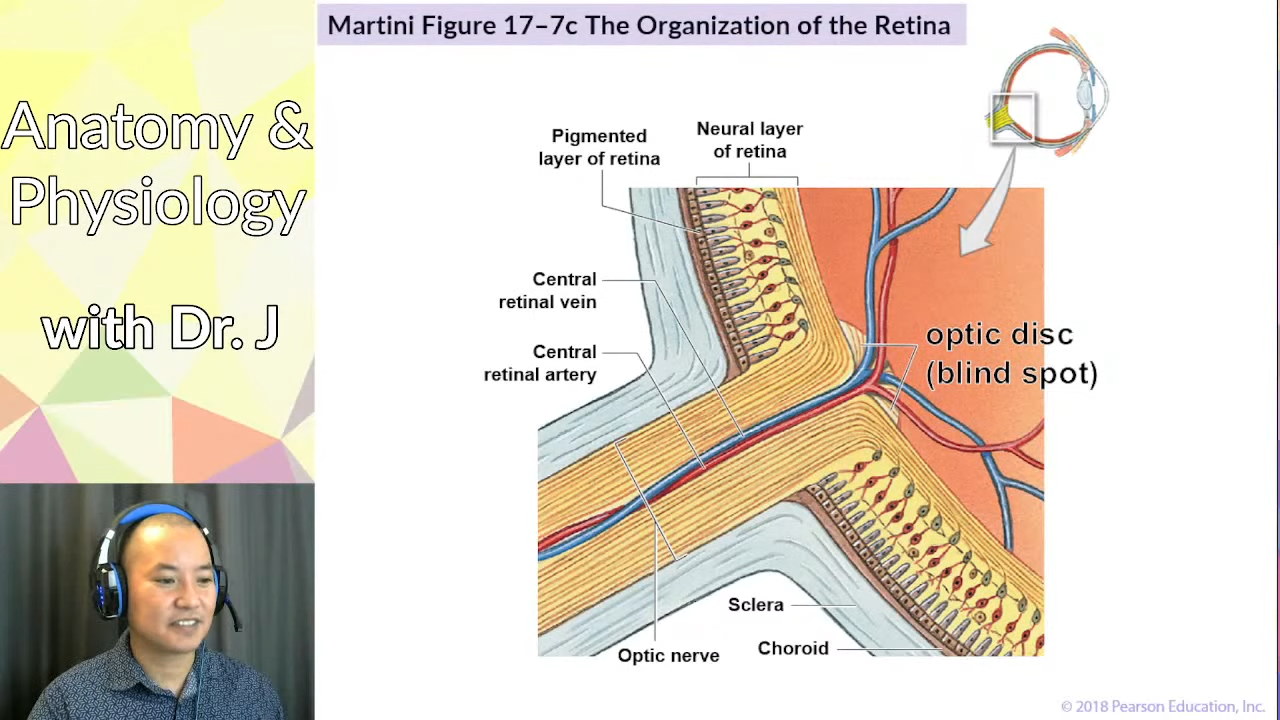 Martini Figure 17–7c The Organization of the Retina
Anatomy &
Physiology
with Dr. J
Pigmented
layer of retina
Neural layer
of retina
Central
retinal vein
Central
retinal artery
optic disc
(blind spot)
Sclera
Choroid
Optic nerve
© 2018 Pearson Education, Inc.